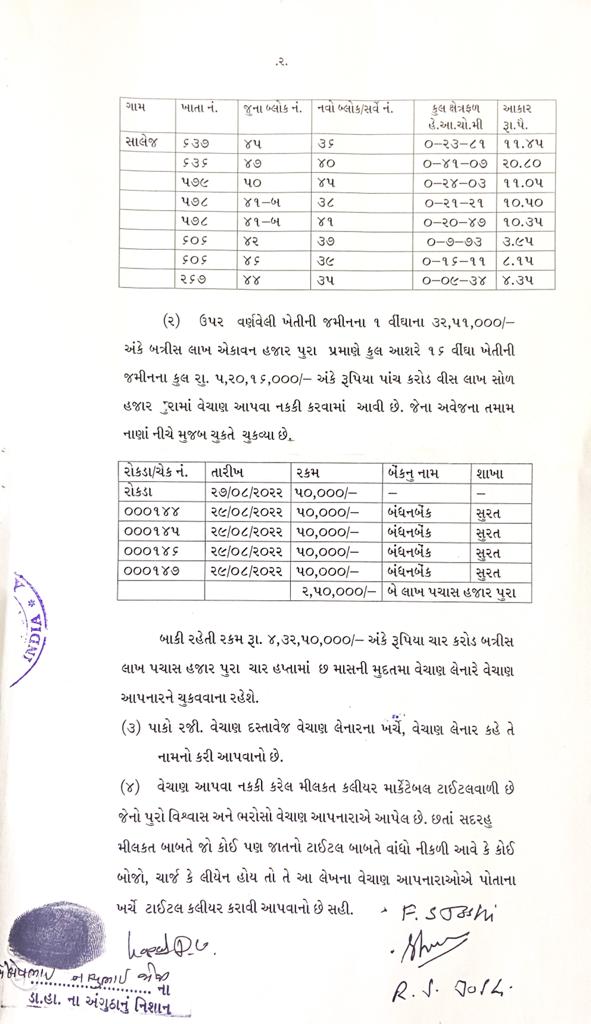 .૨.
ગામ ખાતા નં. જુના બ્લોક નં. નવો બ્લોક/સર્વે નં. કુલ ક્ષેત્રફળ હે.આ.ચો.મી આકાર રૂા.પૈ.
સાલેજ ૬૩૭ ૪૫ ૩૬ ૦–૨૩–૮૧ ૧૧.૪૫
૬૩૬ ૪૭ ૪૦ ૦–૪૧–૦૭ ૨૦.૮૦
૫૭૯ ૫૦ ૪૫ ૦–૨૪–૦૩ ૧૧.૦૫
૫૭૮ ૪૧–બ ૩૮ ૦–૨૧–૨૧ ૧૦.૫૦
૫૭૮ ૪૧–બ ૪૧ ૦–૨૦–૪૭ ૧૦.૩૫
૬૦૬ ૪૨ ૩૭ ૦–૭–૭૩ ૩.૯૫
૬૦૬ ૪૬ ૩૯ ૦–૧૬–૧૧ ૮.૧૫
૨૬૭ ૪૪ ૩૫ ૦–૦૯–૩૪ ૪.૩૫
(૨) ઉપર વર્ણવેલી ખેતીની જમીનના ૧ વીંઘાના ૩૨,૫૧,૦૦૦/–
અંકે બત્રીસ લાખ એકાવન હજાર પુરા પ્રમાણે કુલ આશરે ૧૬ વીંઘા ખેતીની
જમીનના કુલ રુા. ૫,૨૦,૧૬,૦૦૦/– અંકે રૂપિયા પાંચ કરોડ વીસ લાખ સોળ
હજાર પુરામાં વેચાણ આપવા નકકી કરવામાં આવી છે. જેના અવેજના તમામ
નાણાં નીચે મુજબ ચુકતે ચુકવ્યા છે.
રોકડા/ચેક નં. તારીખ રકમ બેંકનુ નામ શાખા
રોકડા ૨૭/૦૮/૨૦૨૨ ૫૦,૦૦૦/– – –
૦૦૦૧૪૪ ૨૯/૦૮/૨૦૨૨ ૫૦,૦૦૦/– બંધનબેંક સુરત
૦૦૦૧૪૫ ૨૯/૦૮/૨૦૨૨ ૫૦,૦૦૦/– બંધનબેંક સુરત
૦૦૦૧૪૬ ૨૯/૦૮/૨૦૨૨ ૫૦,૦૦૦/– બંધનબેંક સુરત
૦૦૦૧૪૭ ૨૯/૦૮/૨૦૨૨ ૫૦,૦૦૦/– બંધનબેંક સુરત
૨,૫૦,૦૦૦/– બે લાખ પચાસ હજાર પુરા
INDIA
બાકી રહેતી રકમ રૂા. ૪,૩૨,૫૦,૦૦૦/– અંકે રૂપિયા ચાર કરોડ બત્રીસ
લાખ પચાસ હજાર પુરા ચાર હપ્તામાં છ માસની મુદતમા વેચાણ લેનારે વેચાણ
આપનારને ચુકવવાના રહેશે.
(૩) પાકો રજી. વેચાણ દસ્તાવેજ વેચાણ લેનારના ખર્ચે, વેચાણ લેનાર કહે તે
નામનો કરી આપવાનો છે.
(૪) વેચાણ આપવા નકકી કરેલ મીલકત કલીયર માર્કેટેબલ ટાઈટલવાળી છે
જેનો પુરો વિશ્વાસ અને ભરોસો વેચાણ આપનારાએ આપેલ છે. છતાં સદરહુ
મીલકત બાબતે જો કોઈ પણ જાતનો ટાઈટલ બાબતે વાંધો નીકળી આવે કે કોઈ
બોજો, ચાર્જ કે લીયેન હોય તો તે આ લેખના વેચાણ આપનારાઓએ પોતાના
ખર્ચે ટાઈટલ કલીયર કરાવી આપવાનો છે સહી.
R. S. Joshi.
ના
ડા.હા. ના અંગુઠાનું નિશાન